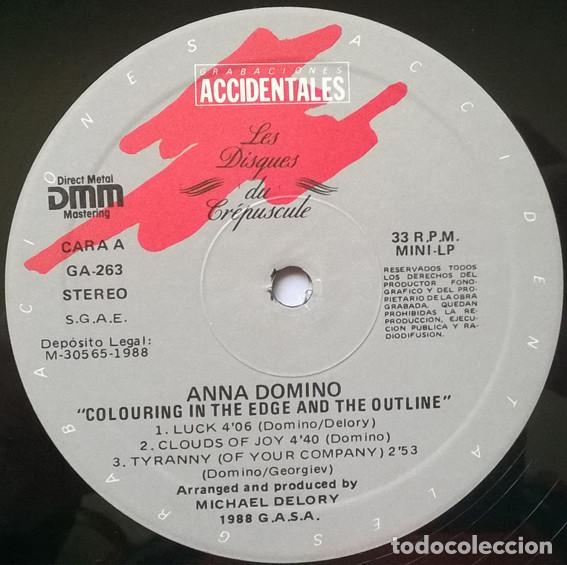 GRABACIONES ACCIDENTALES
GRABACIONES
ACCIDENTALES
Les
Disques
du
Crépuscule
Direct Metal
DMM
Mastering
CARA A
GA-263
STEREO
S.G.A.E.
Depósito Legal:
M-30565-1988
33 R.P.M.
MINI-LP
RESERVADOS TODOS
LOS DERECHOS DEL
PRODUCTOR FONO-
GRAFICO Y DEL PRO-
PIETARIO DE LA OBRA
GRABADA. QUEDAN
PROHIBIDAS LA RE-
PRODUCCION, EJECU-
CION PUBLICA Y RA-
DIODIFUSION.
ANNA DOMINO
"COLOURING IN THE EDGE AND THE OUTLINE"
1. LUCK 4'06 (Domino/Delory)
2. CLOUDS OF JOY 4'40 (Domino)
3. TYRANNY (OF YOUR COMPANY) 2'53
(Domino/Georgiev)
Arranged and produced by
MICHAEL DELORY
1988 G.A.S.A.
todocoleccion